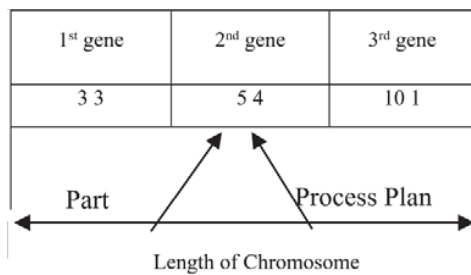 1st gene 2nd gene 3rd gene
3 3 5 4 10 1
Part Process Plan
Length of Chromosome